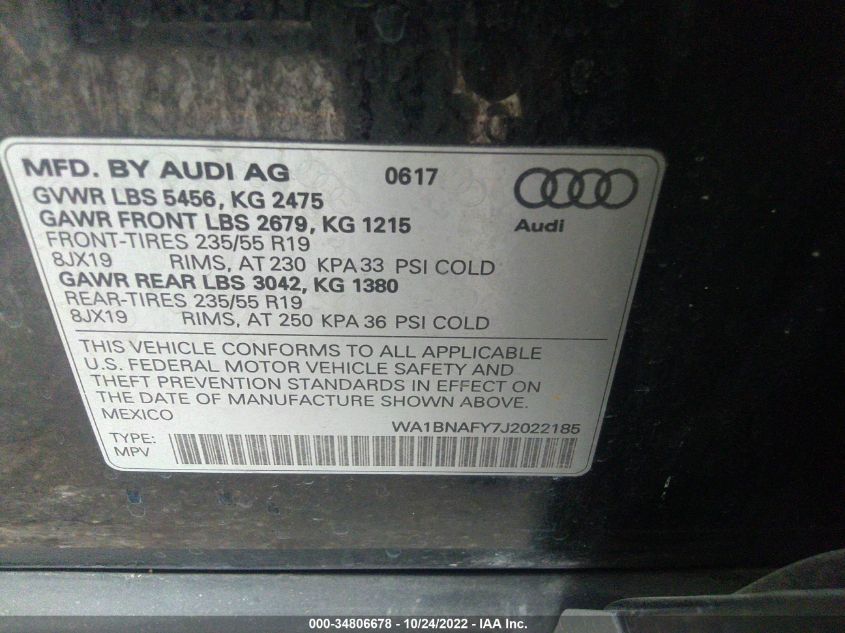 MFD. BY AUDI AG 0617
GVWR LBS 5456, KG 2475
GAWR FRONT LBS 2679, KG 1215
Audi
FRONT-TIRES 235/55 R19
8JX19 RIMS, AT 230 KPA 33 PSI COLD
GAWR REAR LBS 3042, KG 1380
REAR-TIRES 235/55 R19
8JX19 RIMS, AT 250 KPA 36 PSI COLD
THIS VEHICLE CONFORMS TO ALL APPLICABLE
U.S. FEDERAL MOTOR VEHICLE SAFETY AND
THEFT PREVENTION STANDARDS IN EFFECT ON
THE DATE OF MANUFACTURE SHOWN ABOVE.
MEXICO
WA1BNAFY7J2022185
TYPE:
MPV
000-34806678 - 10/24/2022 - IAA Inc.